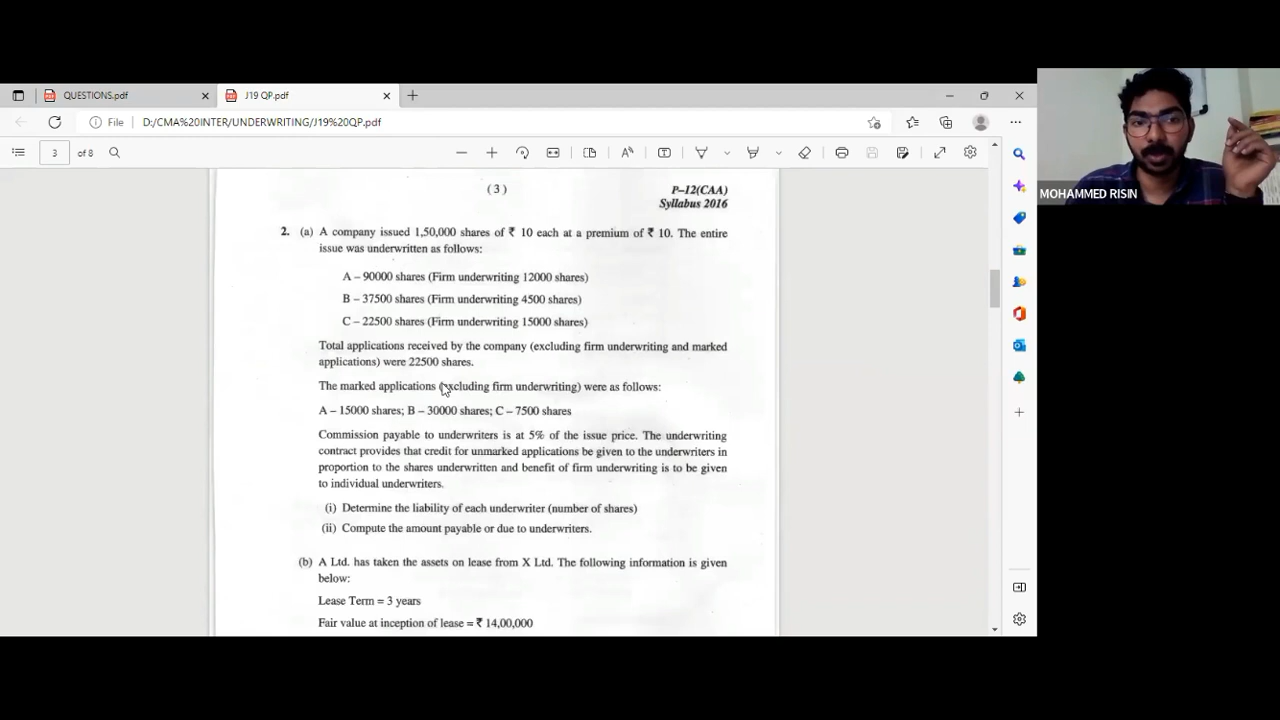 QUESTIONS.pdf
J19 QP.pdf
File
D:/CMA%20INTER/UNDERWRITING/J19%20QP.pdf
3
of 8
MOHAMMED RISIN
(3)
P–12(CAA)
Syllabus 2016
2. (a) A company issued 1,50,000 shares of ₹ 10 each at a premium of ₹ 10. The entire
issue was underwritten as follows:
A – 90000 shares (Firm underwriting 12000 shares)
B – 37500 shares (Firm underwriting 4500 shares)
C – 22500 shares (Firm underwriting 15000 shares)
Total applications received by the company (excluding firm underwriting and marked
applications) were 22500 shares.
The marked applications (excluding firm underwriting) were as follows:
A – 15000 shares; B – 30000 shares; C – 7500 shares
Commission payable to underwriters is at 5% of the issue price. The underwriting
contract provides that credit for unmarked applications be given to the underwriters in
proportion to the shares underwritten and benefit of firm underwriting is to be given
to individual underwriters.
(i) Determine the liability of each underwriter (number of shares)
(ii) Compute the amount payable or due to underwriters.
(b) A Ltd. has taken the assets on lease from X Ltd. The following information is given
below:
Lease Term = 3 years
Fair value at inception of lease = ₹ 14,00,000